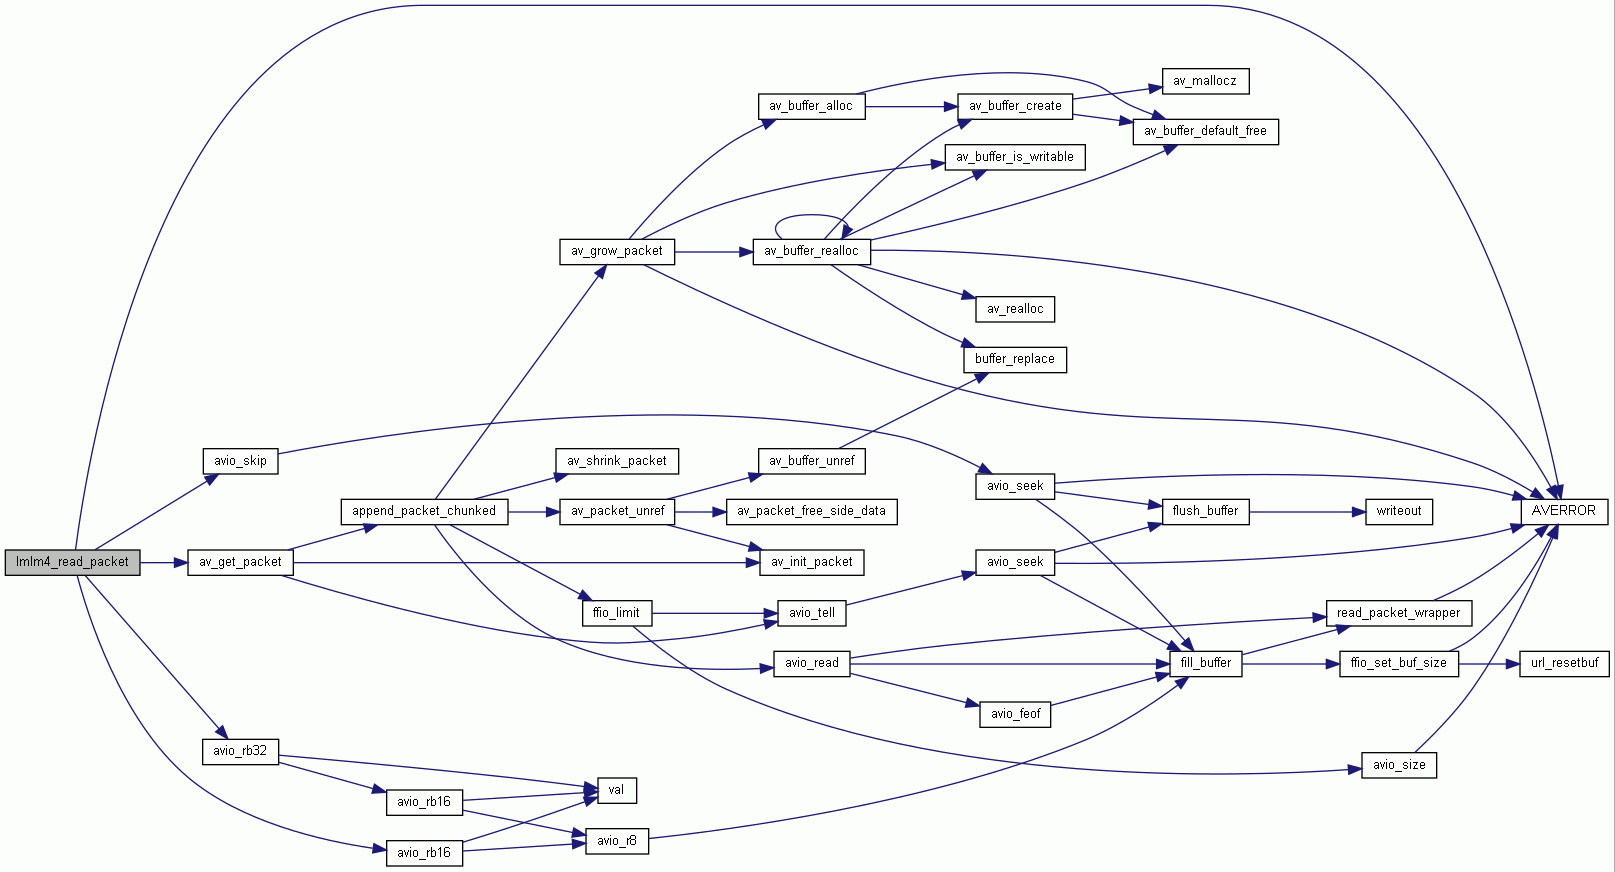 av_mallocz
av_buffer_alloc
av_buffer_create
av_buffer_default_free
av_buffer_is_writable
av_grow_packet
av_buffer_realloc
av_realloc
buffer_replace
avio_skip
av_shrink_packet
av_buffer_unref
avio_seek
append_packet_chunked
av_packet_unref
av_packet_free_side_data
flush_buffer
writeout
AVERROR
lmlm4_read_packet
av_get_packet
av_init_packet
avio_seek
ffio_limit
avio_tell
read_packet_wrapper
avio_read
fill_buffer
ffio_set_buf_size
url_resetbuf
avio_feof
avio_rb32
avio_size
avio_rb16
val
avio_rb16
avio_r8